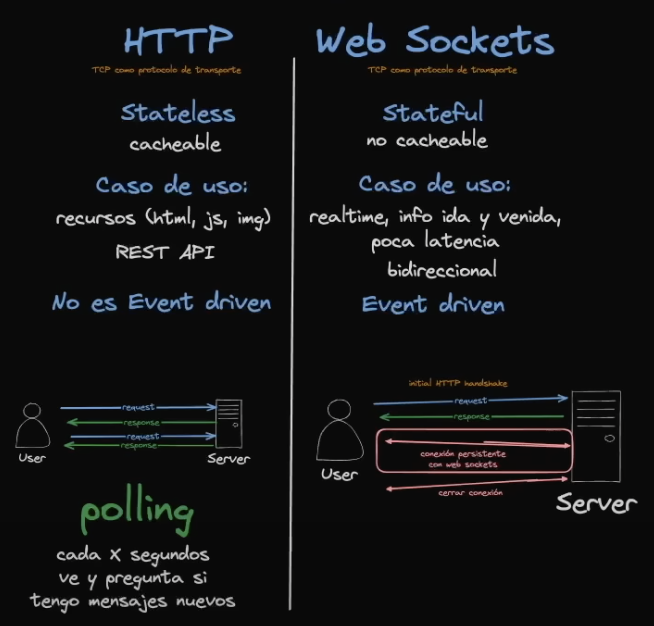 HTTP
TCP como protocolo de transporte
Stateless
cacheable
Caso de uso:
recursos (html, js, img)
REST API
No es Event driven
request
response
request
response
User
Server
polling
cada X segundos
ve y pregunta si
tengo mensajes nuevos
Web Sockets
TCP como protocolo de transporte
Stateful
no cacheable
Caso de uso:
realtime, info ida y venida,
poca latencia
bidireccional
Event driven
initial HTTP handshake
request
response
conexión persistente
con web sockets
cerrar conexión
User
Server